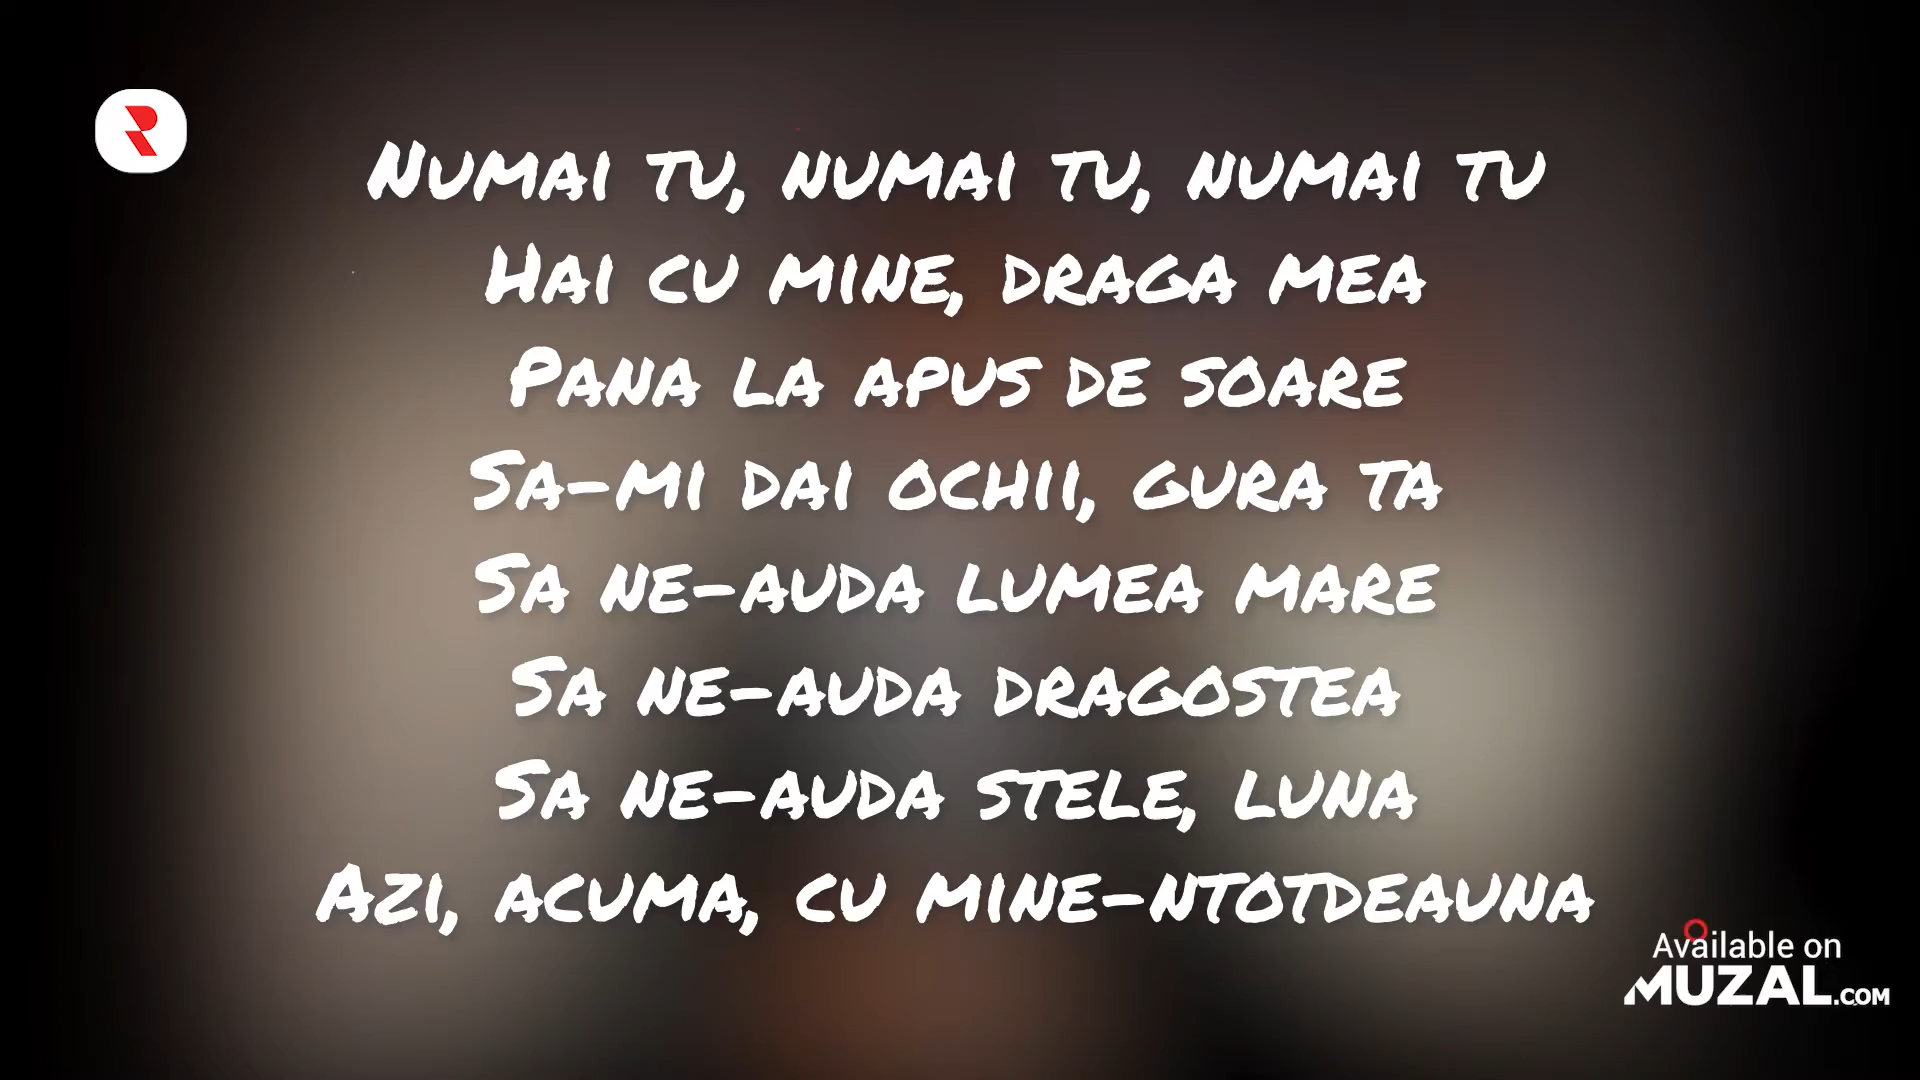 Numai tu, numai tu, numai tu
Hai cu mine, draga mea
Pana la apus de soare
Sa-mi dai ochii, gura ta
Sa ne-auda lumea mare
Sa ne-auda dragostea
Sa ne-auda stele, luna
Azi, acuma, cu mine-ntotdeauna
Available on
MUZAL.COM